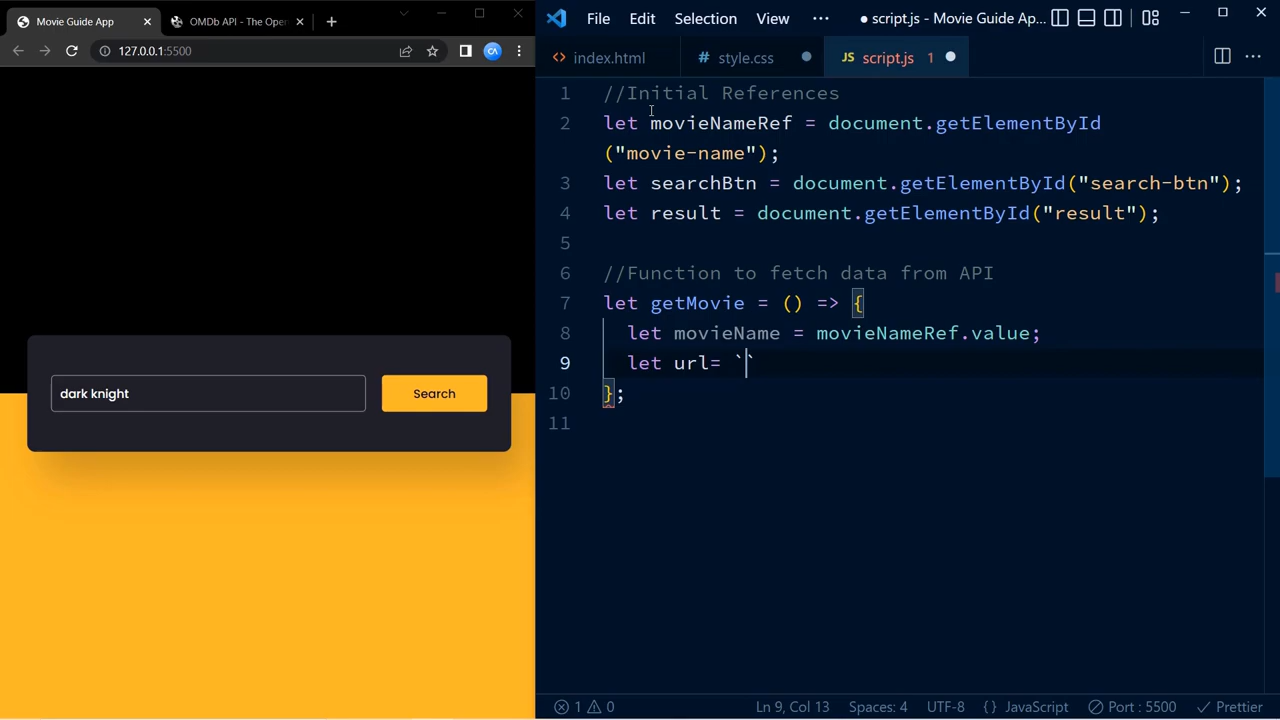 Movie Guide App
OMDb API - The Oper
127.0.0.1:5500
CA
dark knight
Search
File Edit Selection View ··· ● script.js - Movie Guide Ap...
<> index.html
# style.css
JS script.js 1
1 //Initial References
2 let movieNameRef = document.getElementById
("movie-name");
3 let searchBtn = document.getElementById("search-btn");
4 let result = document.getElementById("result");
5
6 //Function to fetch data from API
7 let getMovie = () => {
8 let movieName = movieNameRef.value;
9 let url= ``
10 };
11
1 0 Ln 9, Col 13 Spaces: 4 UTF-8 {} JavaScript Port : 5500 Prettier